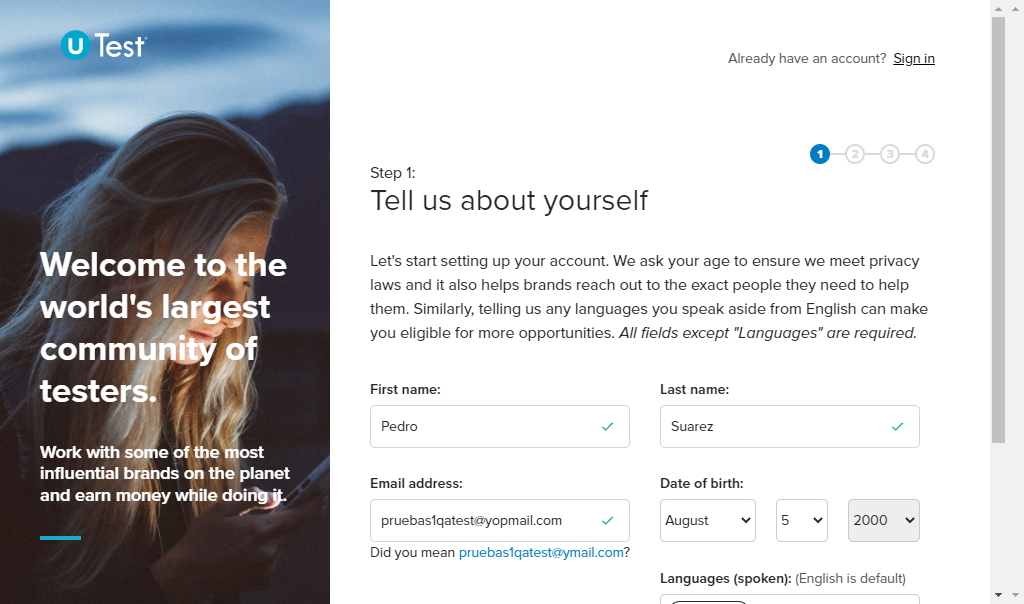 U Test
Already have an account? Sign in
1 2 3 4
Step 1:
Tell us about yourself
Welcome to the
world's largest
community of
testers.
Work with some of the most
influential brands on the planet
and earn money while doing it.
Let's start setting up your account. We ask your age to ensure we meet privacy
laws and it also helps brands reach out to the exact people they need to help
them. Similarly, telling us any languages you speak aside from English can make
you eligible for more opportunities. All fields except "Languages" are required.
First name:
Last name:
Pedro
Suarez
Email address:
Date of birth:
pruebas1qatest@yopmail.com
August 5 2000
Did you mean pruebas1qatest@ymail.com?
Languages (spoken): (English is default)